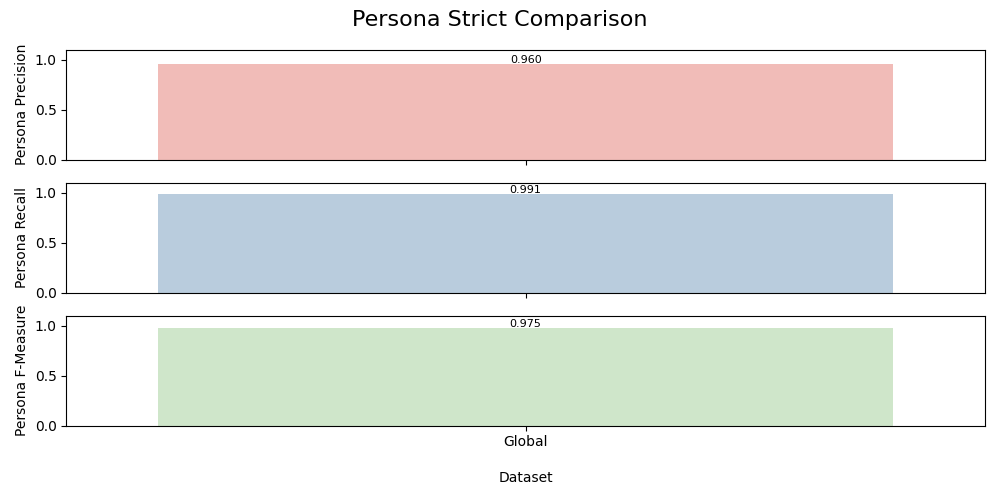 Persona Strict Comparison
Persona Precision
1.0
0.5
0.0
0.960
Persona Recall
1.0
0.5
0.0
0.991
Persona F-Measure
1.0
0.5
0.0
0.975
Global
Dataset